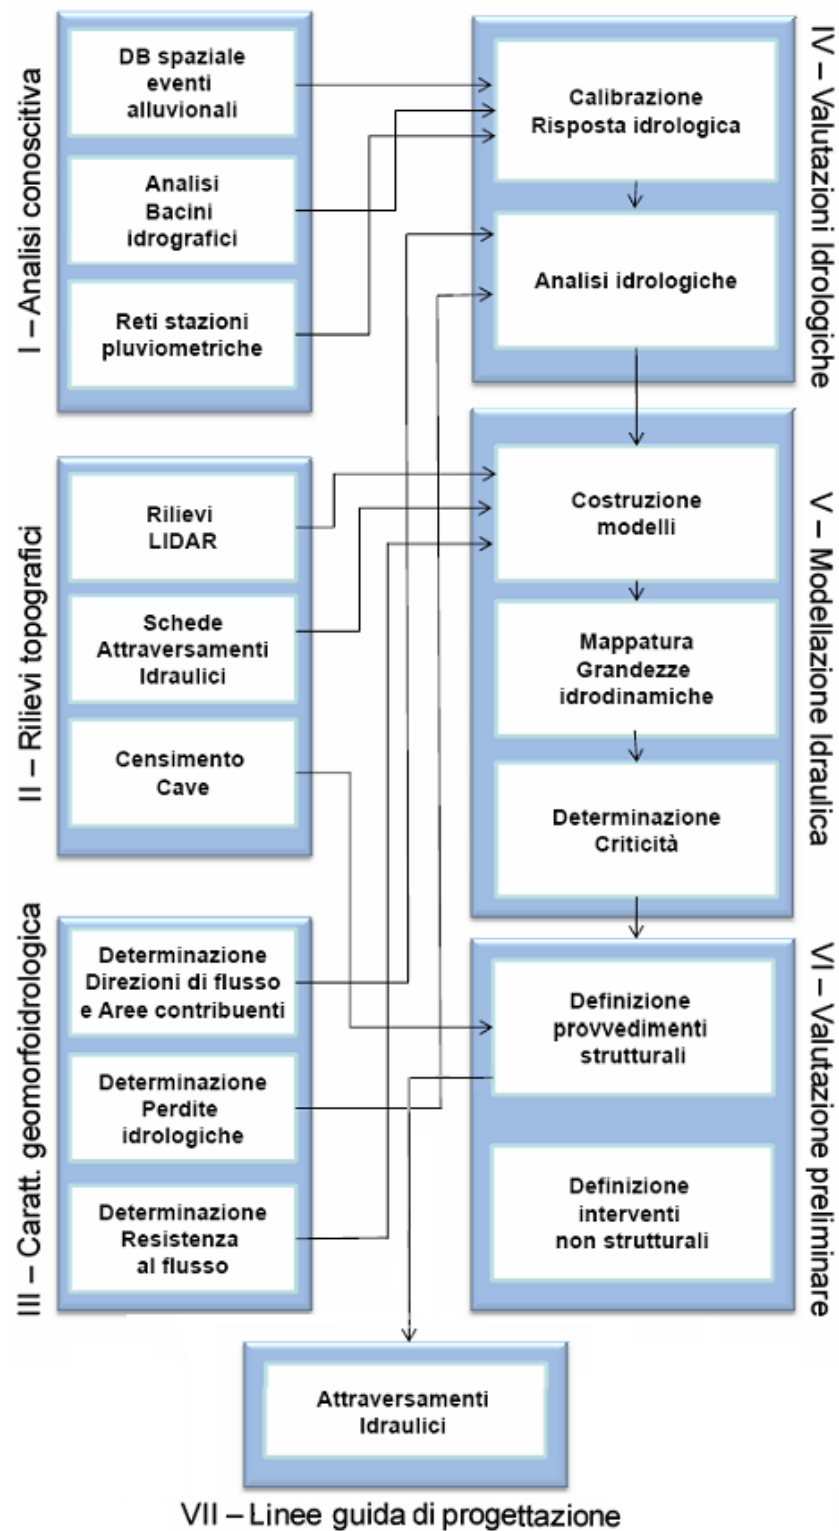 I – Analisi conoscitiva
DB spaziale
eventi
alluvionali
Analisi
Bacini
idrografici
Reti stazioni
pluviometriche
II – Rilievi topografici
Rilievi
LIDAR
Schede
Attraversamenti
Idraulici
Censimento
Cave
III – Caratt. geomorfoidrologica
Determinazione
Direzioni di flusso
e Aree contribuenti
Determinazione
Perdite
idrologiche
Determinazione
Resistenza
al flusso
IV – Valutazioni Idrologiche
Calibrazione
Risposta idrologica
Analisi idrologiche
V – Modellazione Idraulica
Costruzione
modelli
Mappatura
Grandezze
idrodinamiche
Determinazione
Criticità
VI – Valutazione preliminare
Definizione
provvedimenti
strutturali
Definizione
interventi
non strutturali
Attraversamenti
Idraulici
VII – Linee guida di progettazione